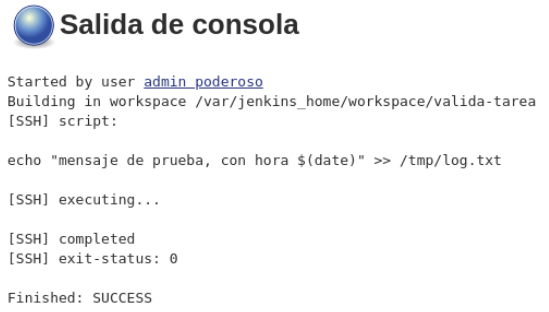 Salida de consola
Started by user admin poderoso
Building in workspace /var/jenkins_home/workspace/valida-tarea
[SSH] script:
echo "mensaje de prueba, con hora $(date)" >> /tmp/log.txt
[SSH] executing...
[SSH] completed
[SSH] exit-status: 0
Finished: SUCCESS